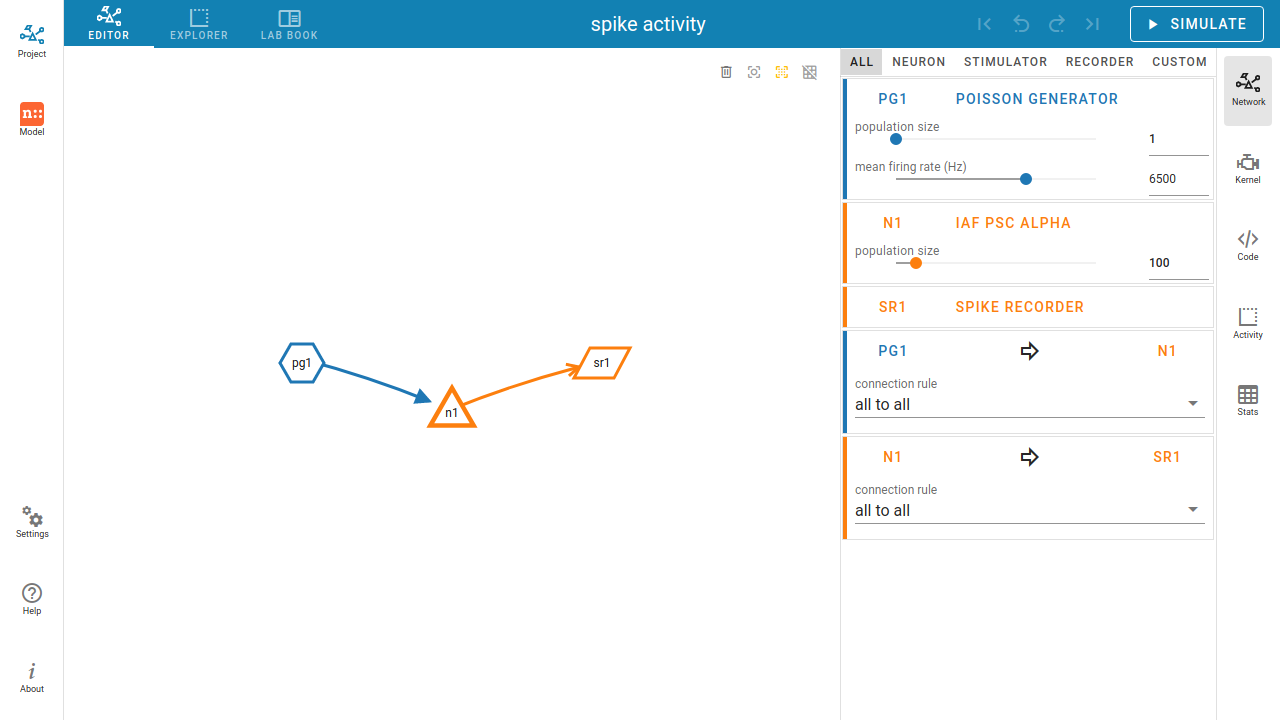 Project
n::
Model
Settings
Help
i
About
EDITOR
EXPLORER
LAB BOOK
spike activity
SIMULATE
pg1
n1
sr1
ALL NEURON STIMULATOR RECORDER CUSTOM
PG1 POISSON GENERATOR
population size
1
mean firing rate (Hz)
6500
N1 IAF PSC ALPHA
population size
100
SR1 SPIKE RECORDER
PG1 N1
connection rule
all to all
N1 SR1
connection rule
all to all
Network
Kernel
Code
Activity
Stats